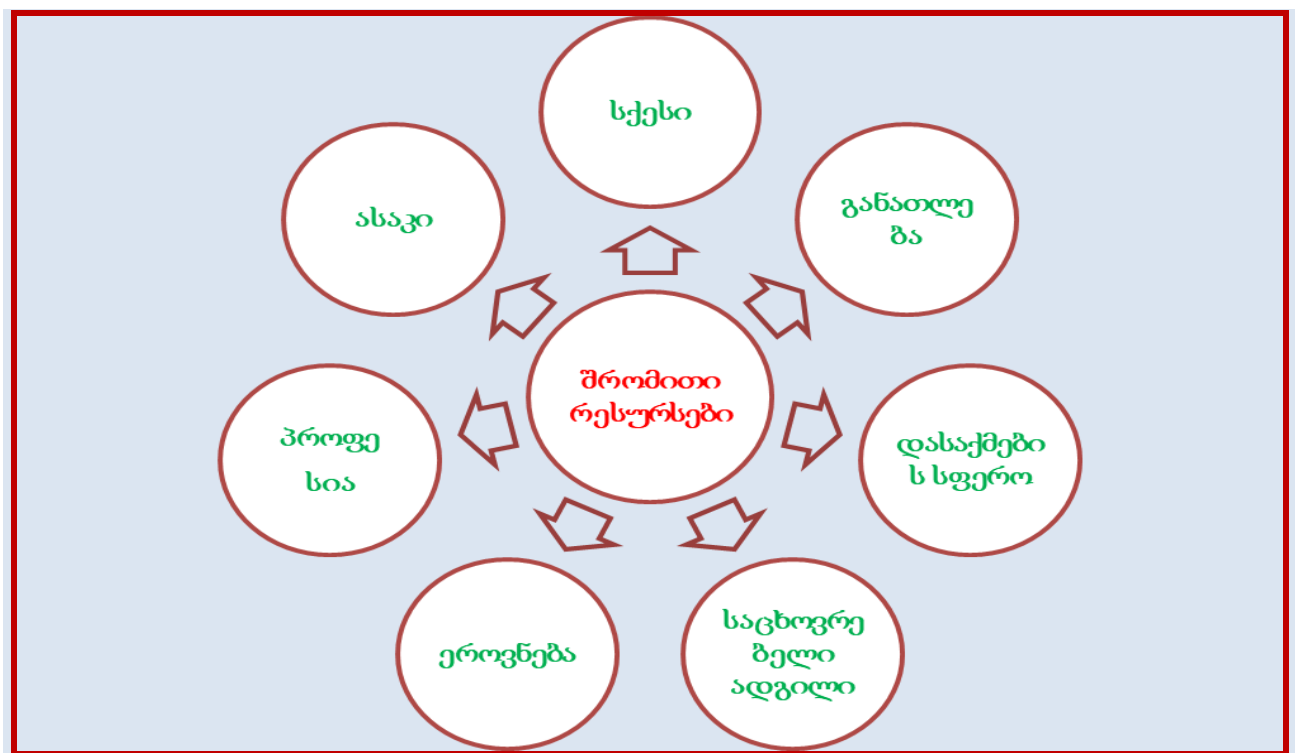 სქესი
განათლე
ბა
დასაქმები
ს სფერო
საცხოვრე
ბელი
ადგილი
ეროვნება
პროფე
სია
ასაკი
შრომითი
რესურსები